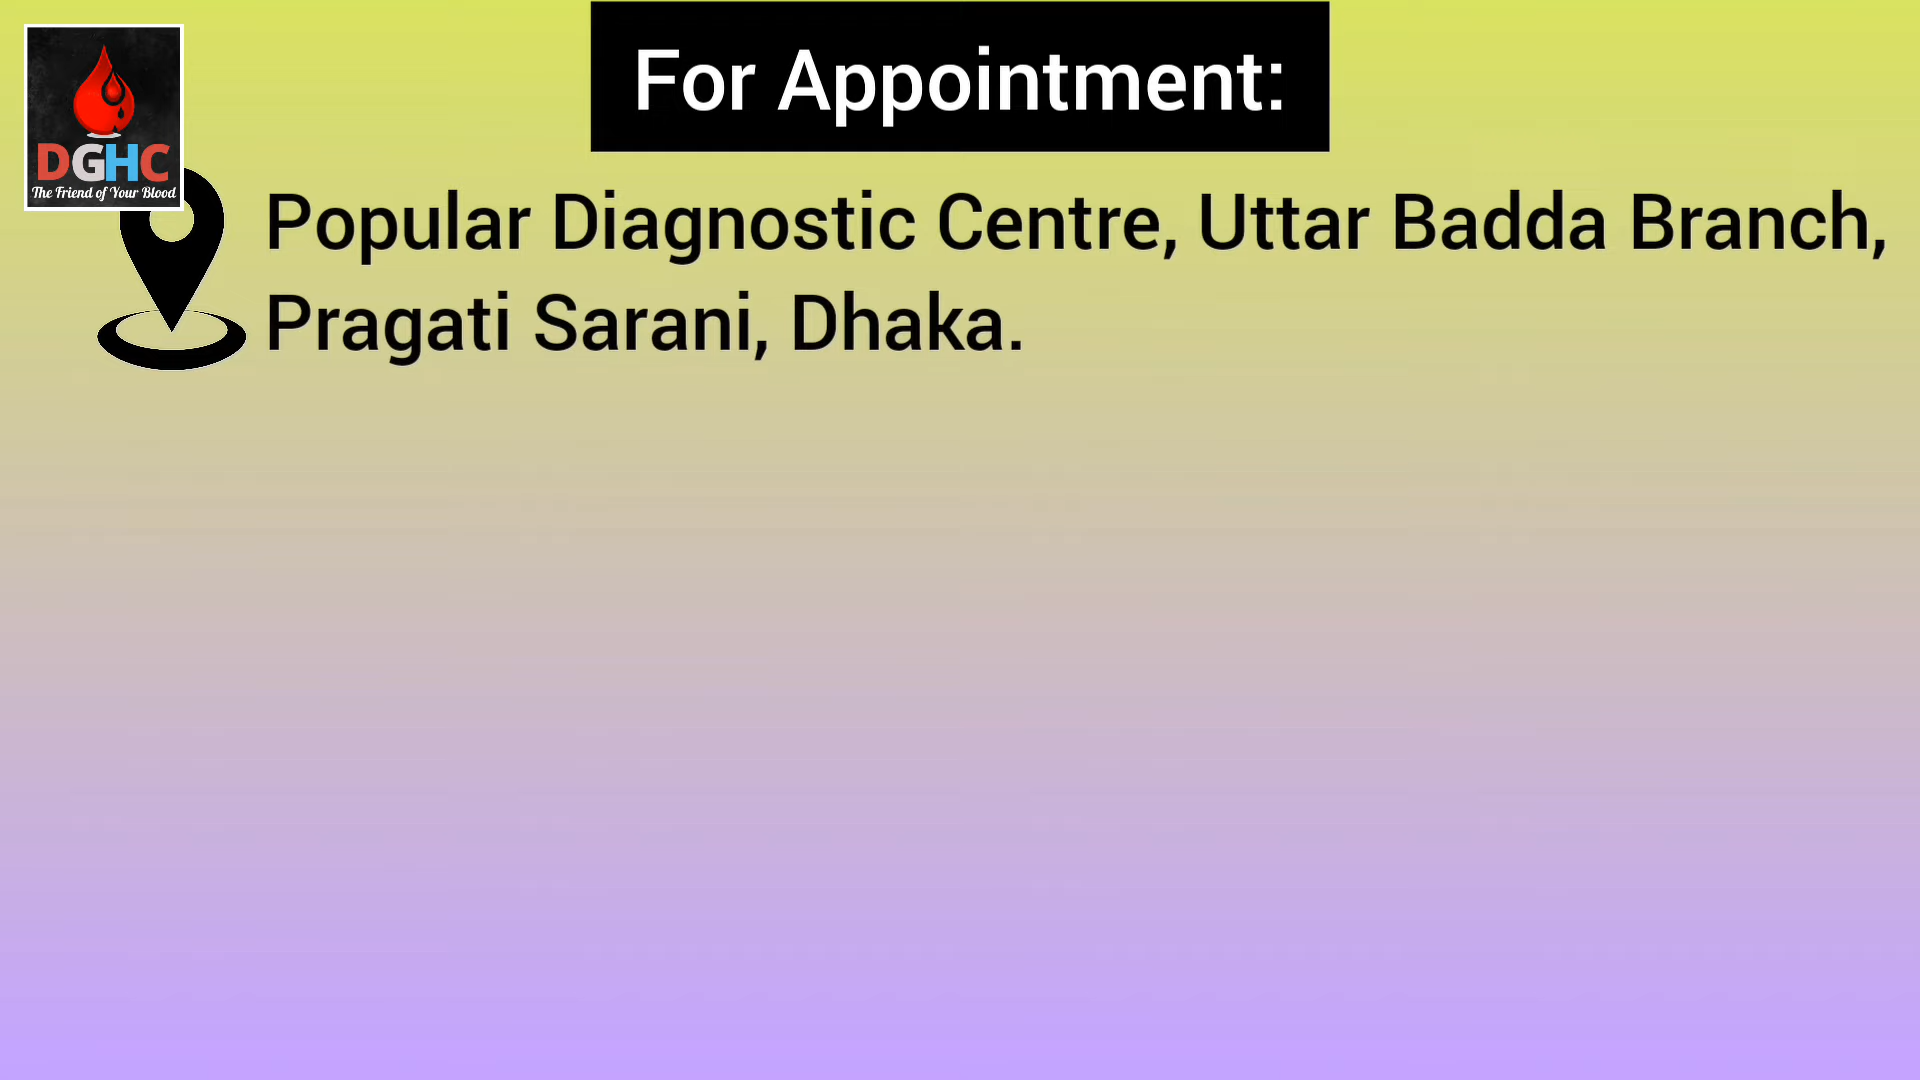 For Appointment:
DGHC
The Friend of Your Blood
Popular Diagnostic Centre, Uttar Badda Branch,
Pragati Sarani, Dhaka.